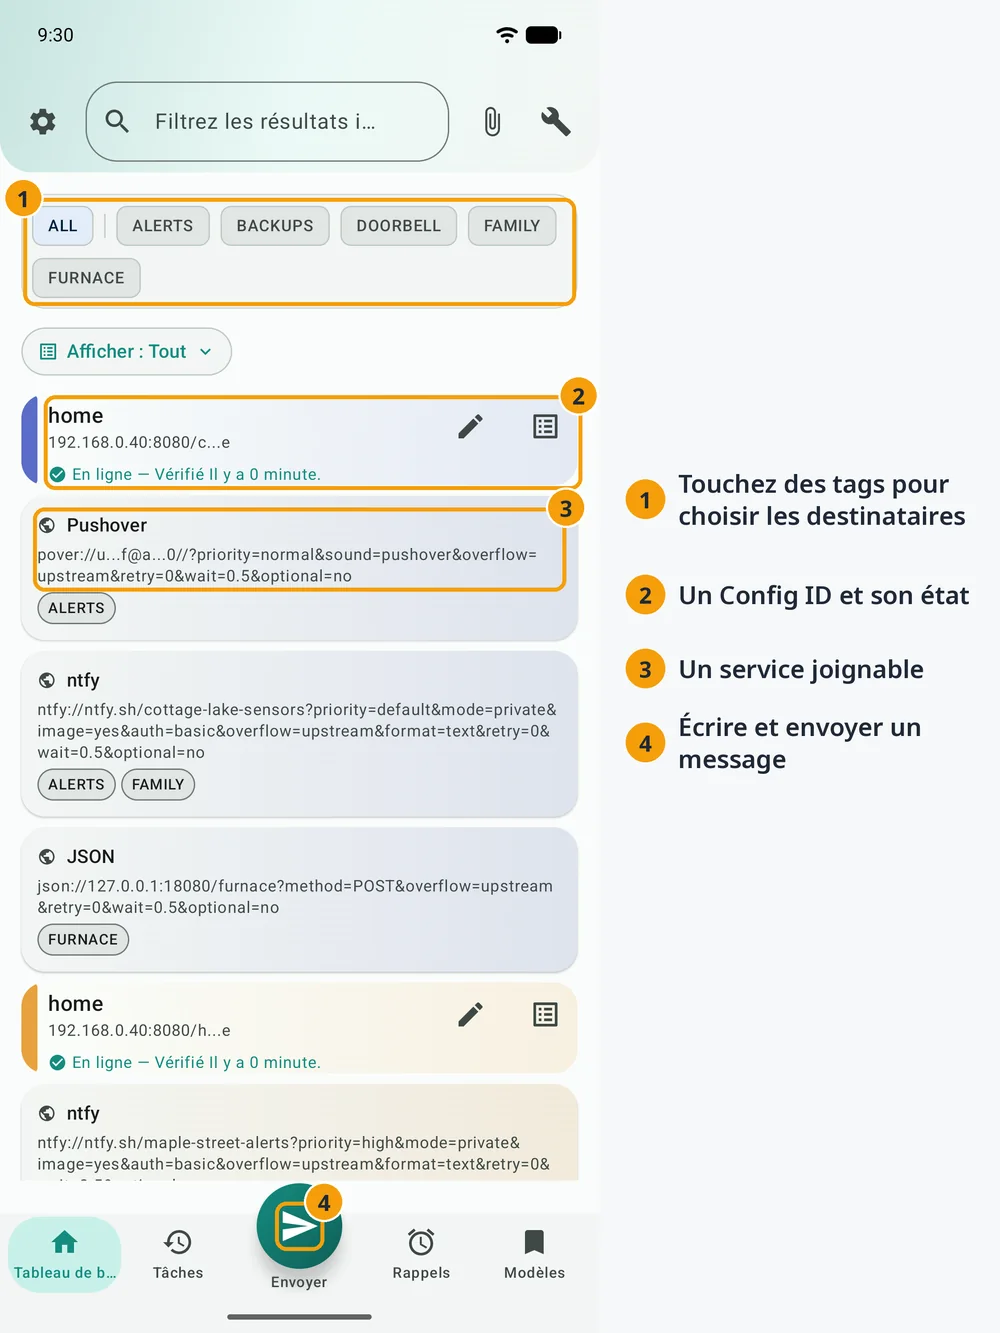 9:30
Filtrez les résultats i...
1
ALL
ALERTS
BACKUPS
DOORBELL
FAMILY
FURNACE
Afficher : Tout
2
home
192.168.0.40:8080/c...e
En ligne — Vérifié Il y a 0 minute.
3
Pushover
pover://u...f@a...0//?priority=normal&sound=pushover&overflow=
upstream&retry=0&wait=0.5&optional=no
ALERTS
ntfy
ntfy://ntfy.sh/cottage-lake-sensors?priority=default&mode=private&
image=yes&auth=basic&overflow=upstream&format=text&retry=0&
wait=0.5&optional=no
ALERTS
FAMILY
JSON
json://127.0.0.1:18080/furnace?method=POST&overflow=upstream
&retry=0&wait=0.5&optional=no
FURNACE
home
192.168.0.40:8080/h...e
En ligne — Vérifié Il y a 0 minute.
ntfy
ntfy://ntfy.sh/maple-street-alerts?priority=high&mode=private&
image=yes&auth=basic&overflow=upstream&format=text&retry=0&
4
Tableau de b...
Tâches
Envoyer
Rappels
Modèles
1 Touchez des tags pour
choisir les destinataires
2 Un Config ID et son état
3 Un service joignable
4 Écrire et envoyer un
message